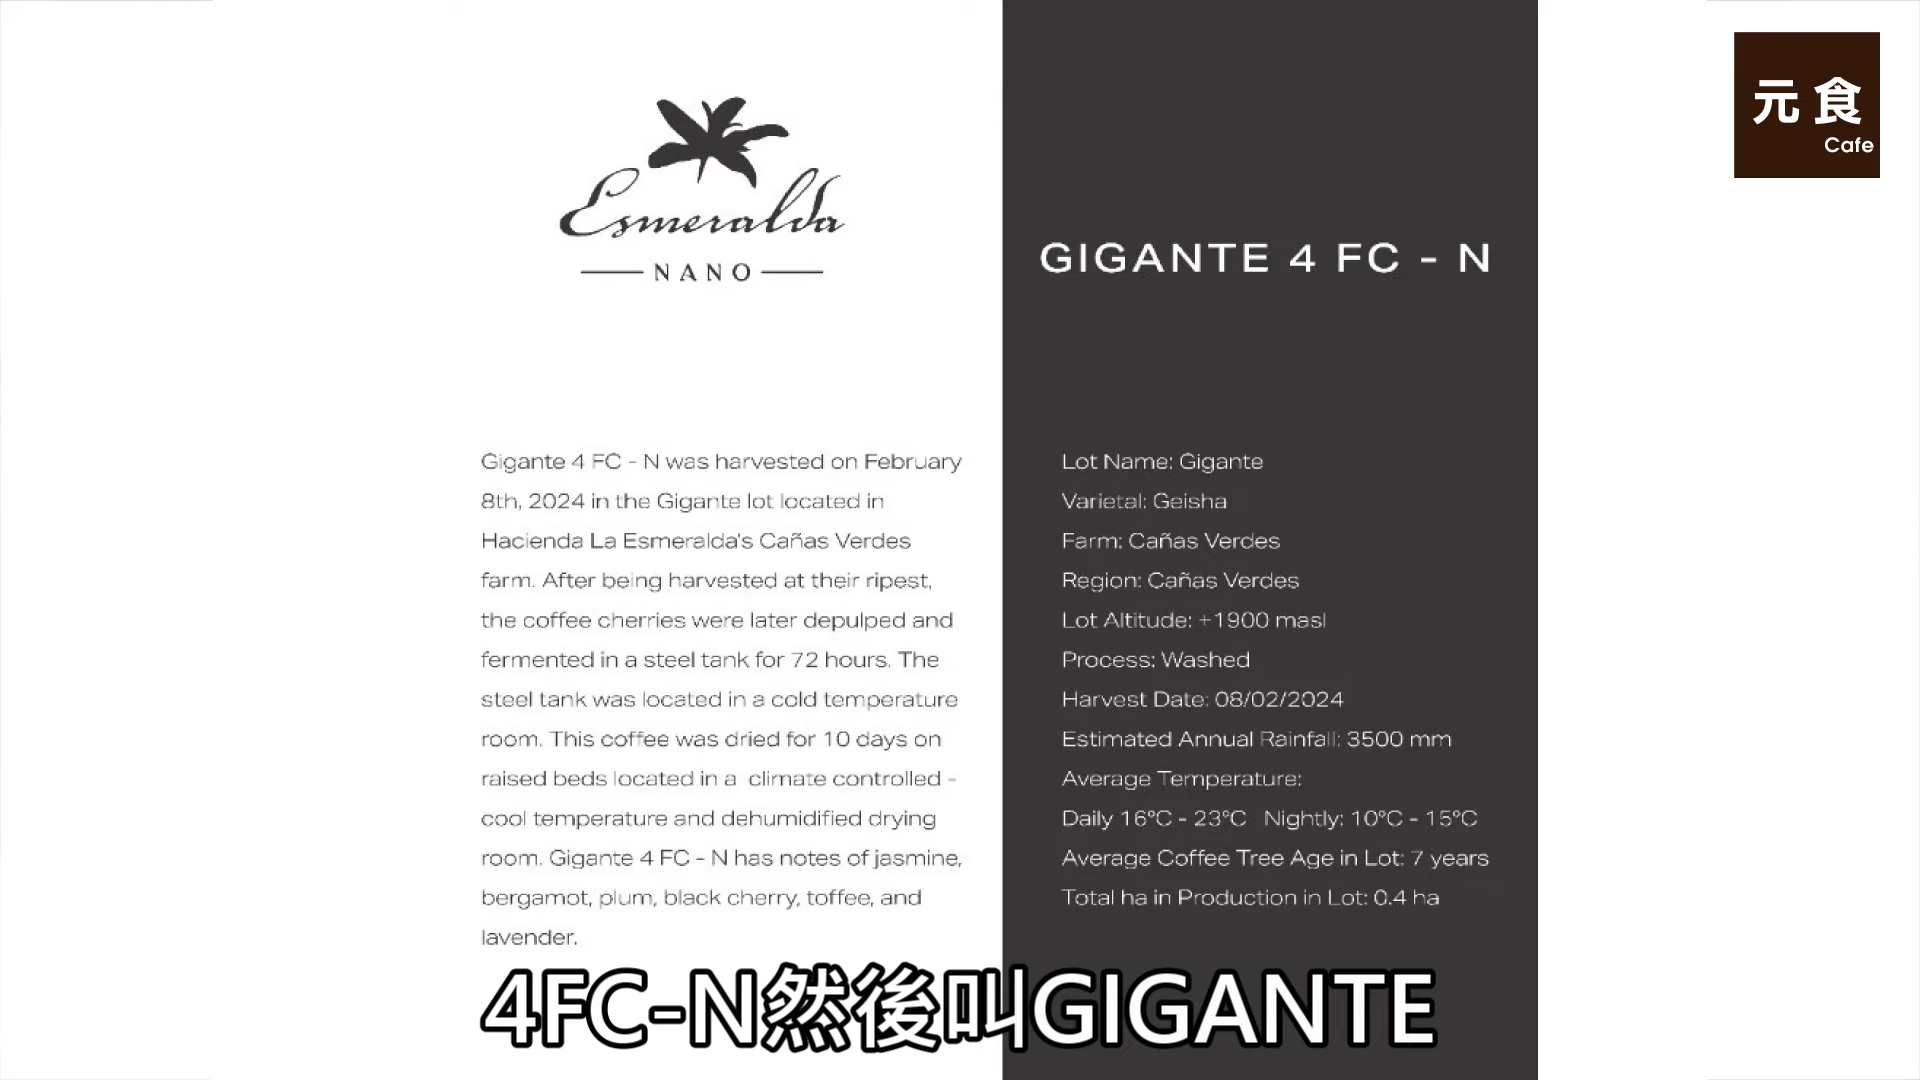 Esmeralda
NANO
Gigante 4 FC - N was harvested on February
8th, 2024 in the Gigante lot located in
Hacienda La Esmeralda's Cañas Verdes
farm. After being harvested at their ripest,
the coffee cherries were later depulped and
fermented in a steel tank for 72 hours. The
steel tank was located in a cold temperature
room. This coffee was dried for 10 days on
raised beds located in a  climate controlled -
cool temperature and dehumidified drying
room. Gigante 4 FC - N has notes of jasmine,
bergamot, plum, black cherry, toffee, and
lavender.
GIGANTE 4 FC - N
Lot Name: Gigante
Varietal: Geisha
Farm: Cañas Verdes
Region: Cañas Verdes
Lot Altitude: +1900 masl
Process: Washed
Harvest Date: 08/02/2024
Estimated Annual Rainfall: 3500 mm
Average Temperature:
Daily 16°C - 23°C   Nightly: 10°C - 15°C
Average Coffee Tree Age in Lot: 7 years
Total ha in Production in Lot: 0.4 ha
元食
Cafe
4FC-N然後叫GIGANTE